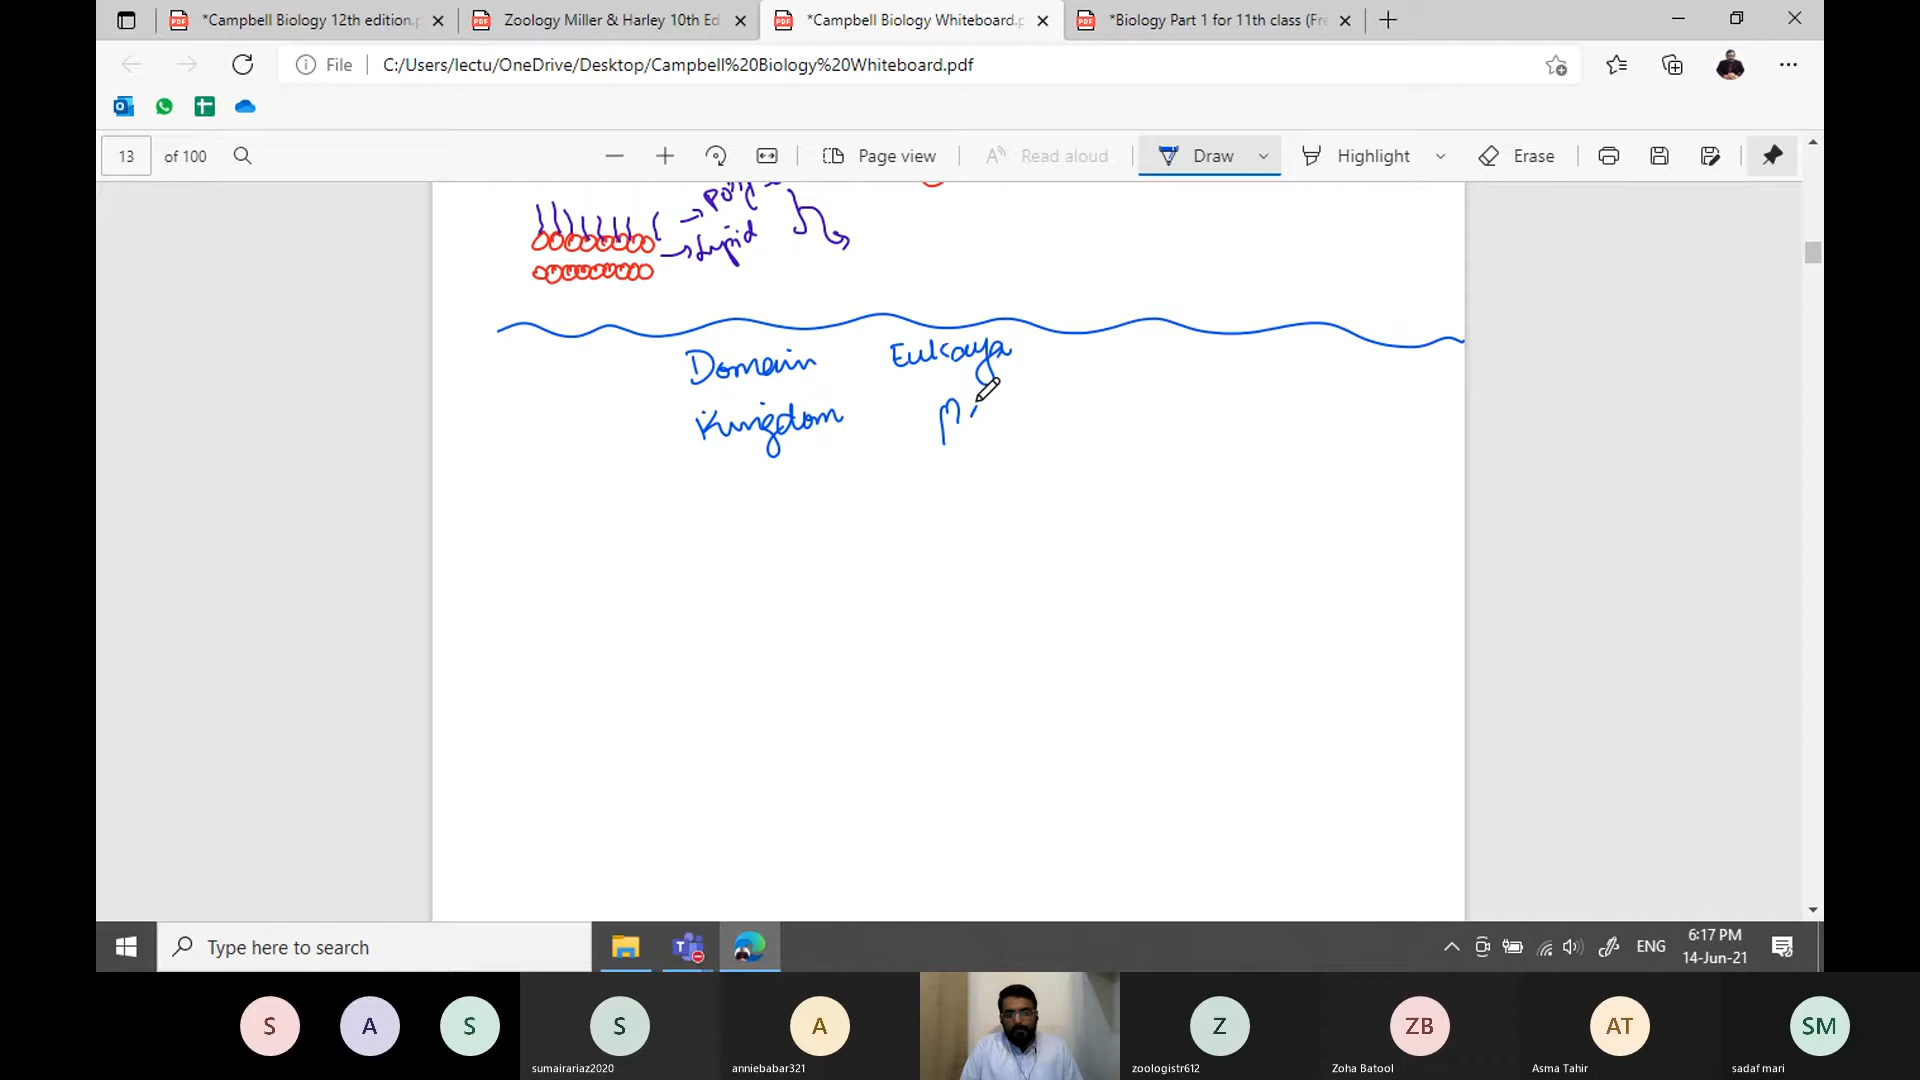 *Campbell Biology 12th edition.p
Zoology Miller & Harley 10th Ed
*Campbell Biology Whiteboard.p
*Biology Part 1 for 11th class (Fre
File
C:/Users/lectu/OneDrive/Desktop/Campbell%20Biology%20Whiteboard.pdf
13 of 100
Page view
Read aloud
Draw
Highlight
Erase
Lipid
Domain Eukaya
Kingdom
Type here to search
ENG
6:17 PM
14-Jun-21
S A S S A Z ZB AT SM
sumairariaz2020 anniebabar321 zoologistr612 Zoha Batool Asma Tahir sadaf mari